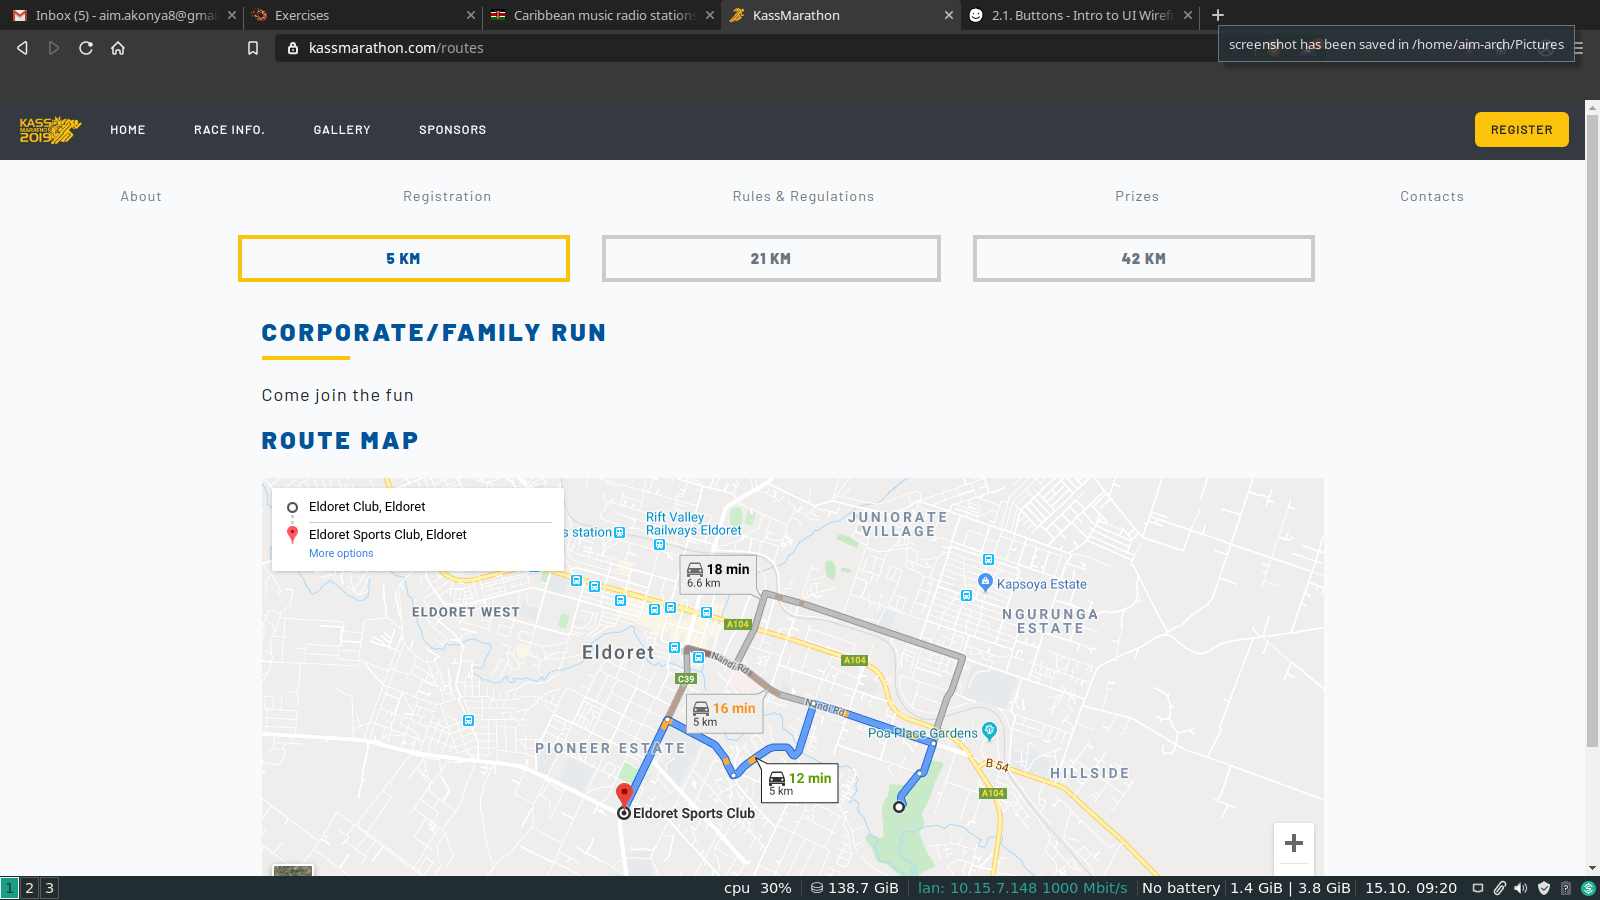 Inbox (5) - aim.akonya8@gmai
Exercises
Caribbean music radio stations
KassMarathon
2.1. Buttons - Intro to UI Wirefr
kassmarathon.com/routes
screenshot has been saved in /home/aim-arch/Pictures
KASS
MARATHON
2019
HOME
RACE INFO.
GALLERY
SPONSORS
REGISTER
About
Registration
Rules & Regulations
Prizes
Contacts
5 KM
21 KM
42 KM
CORPORATE/FAMILY RUN
Come join the fun
ROUTE MAP
Eldoret Club, Eldoret
Eldoret Sports Club, Eldoret
More options
s station
Rift Valley
Railways Eldoret
JUNIORATE
VILLAGE
18 min
6.6 km
Kapsoya Estate
ELDORET WEST
NGURUNGA
ESTATE
A104
Eldoret
Nandi Rd
A104
C39
16 min
5 km
Nandi Rd
Poa Place Gardens
PIONEER ESTATE
B 54
HILLSIDE
12 min
5 km
A104
Eldoret Sports Club
1 2 3
cpu 30%
138.7 GiB
lan: 10.15.7.148 1000 Mbit/s
No battery
1.4 GiB | 3.8 GiB
15.10. 09:20